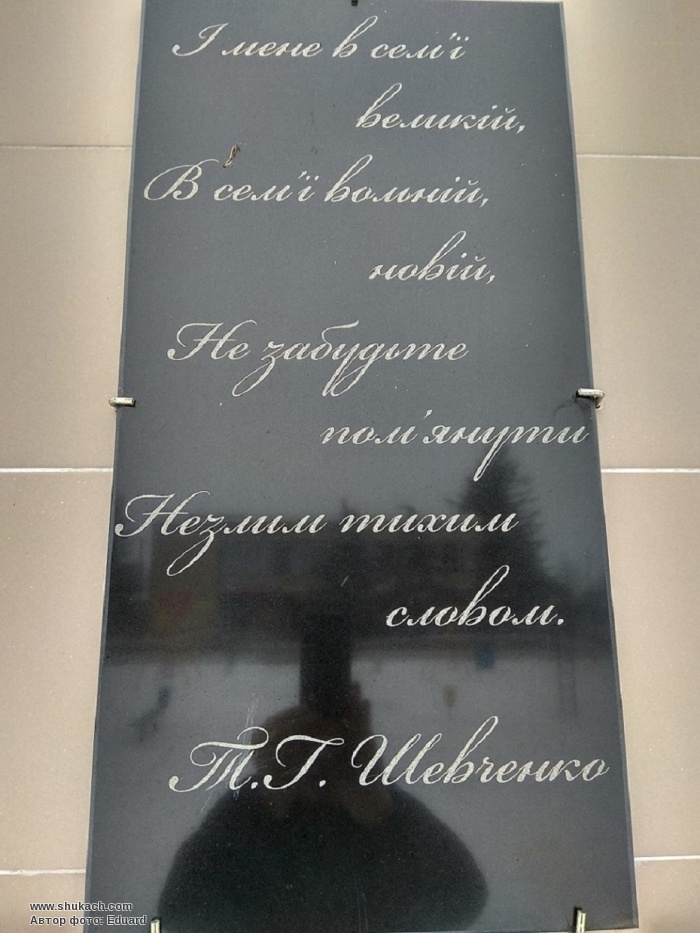 І мене в сем'ї
великій,
В сем'ї вольній,
новій,
Не забудьте
пом'янути
Незлим тихим
словом.
Т.Г. Шевченко
www.shukach.com
Автор фото: Eduard